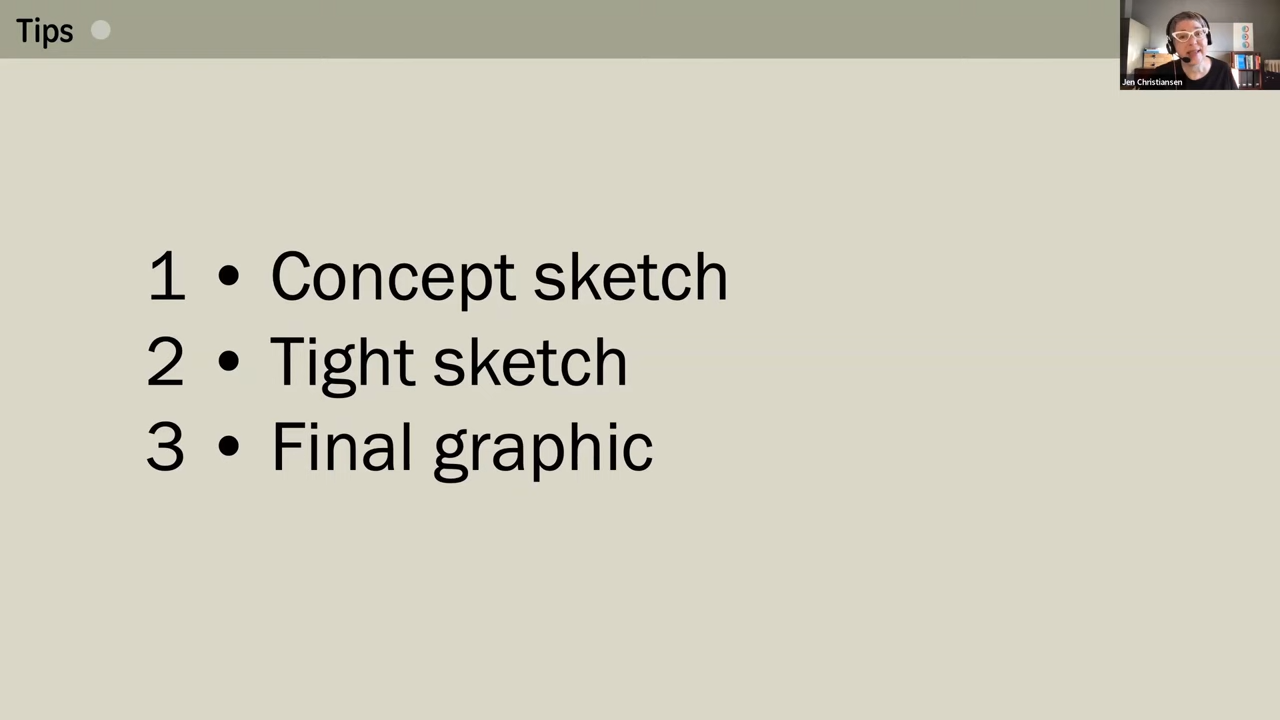 Tips
Jen Christiansen
1 • Concept sketch
2 • Tight sketch
3 • Final graphic